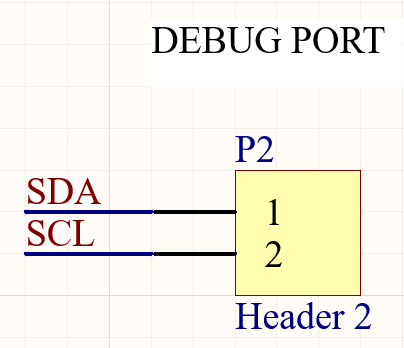 DEBUG PORT
P2
SDA
1
SCL
2
Header 2